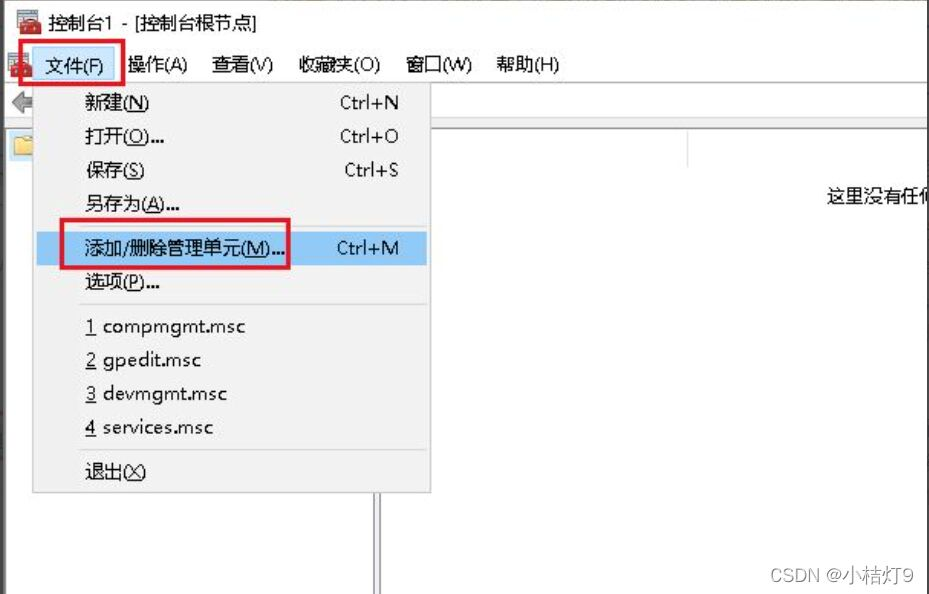 控制台1 - [控制台根节点]
文件(F) 操作(A) 查看(V) 收藏夹(O) 窗口(W) 帮助(H)
新建(N) Ctrl+N
打开(O)... Ctrl+O
保存(S) Ctrl+S
另存为(A)...
这里没有任何
添加/删除管理单元(M)... Ctrl+M
选项(P)...
1 compmgmt.msc
2 gpedit.msc
3 devmgmt.msc
4 services.msc
退出(X)
CSDN @小桔灯9